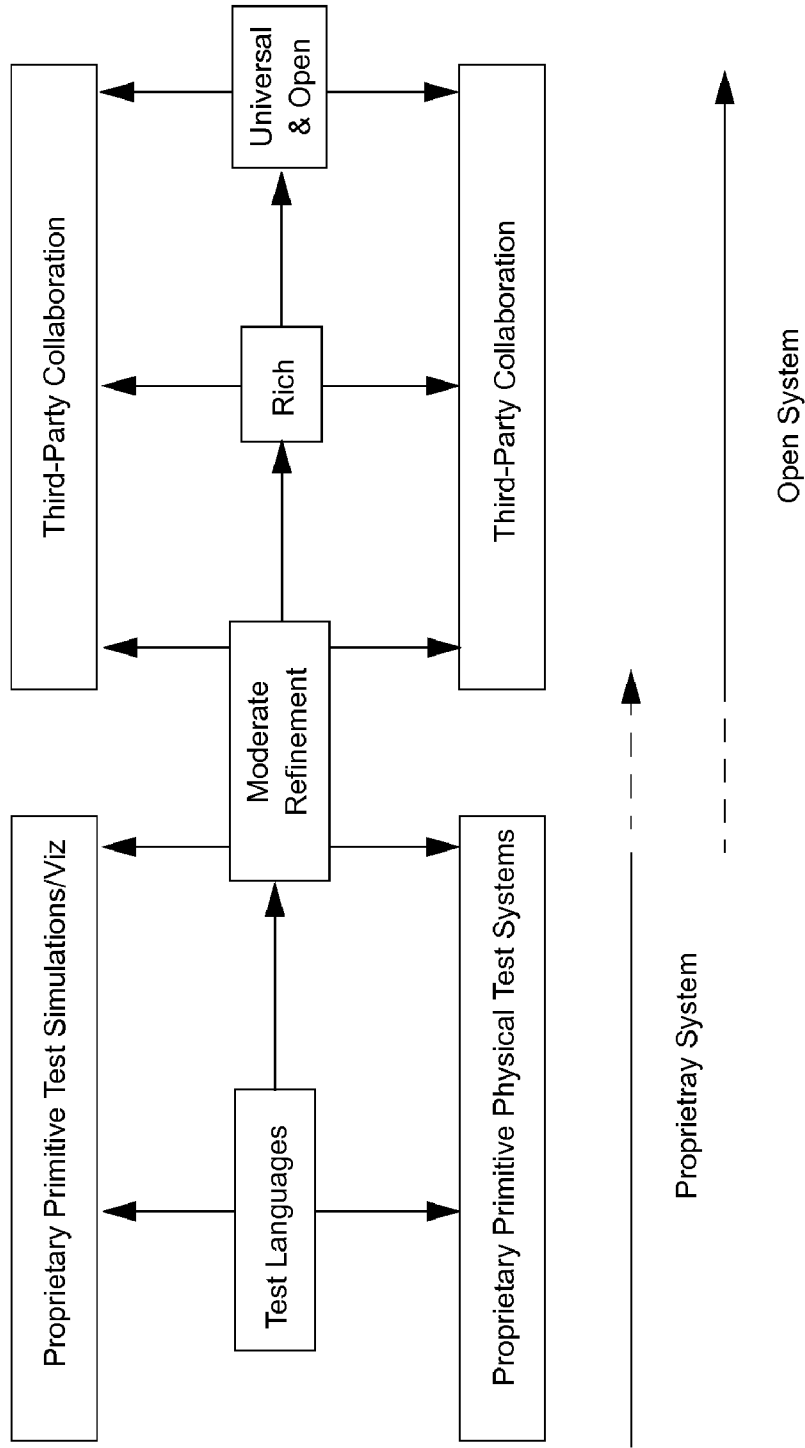 Proprietary Primitive Test Simulations/Viz
Third-Party Collaboration
Test Languages
Moderate
Refinement
Rich
Universal
& Open
Proprietary Primitive Physical Test Systems
Third-Party Collaboration
Proprietray System
Open System